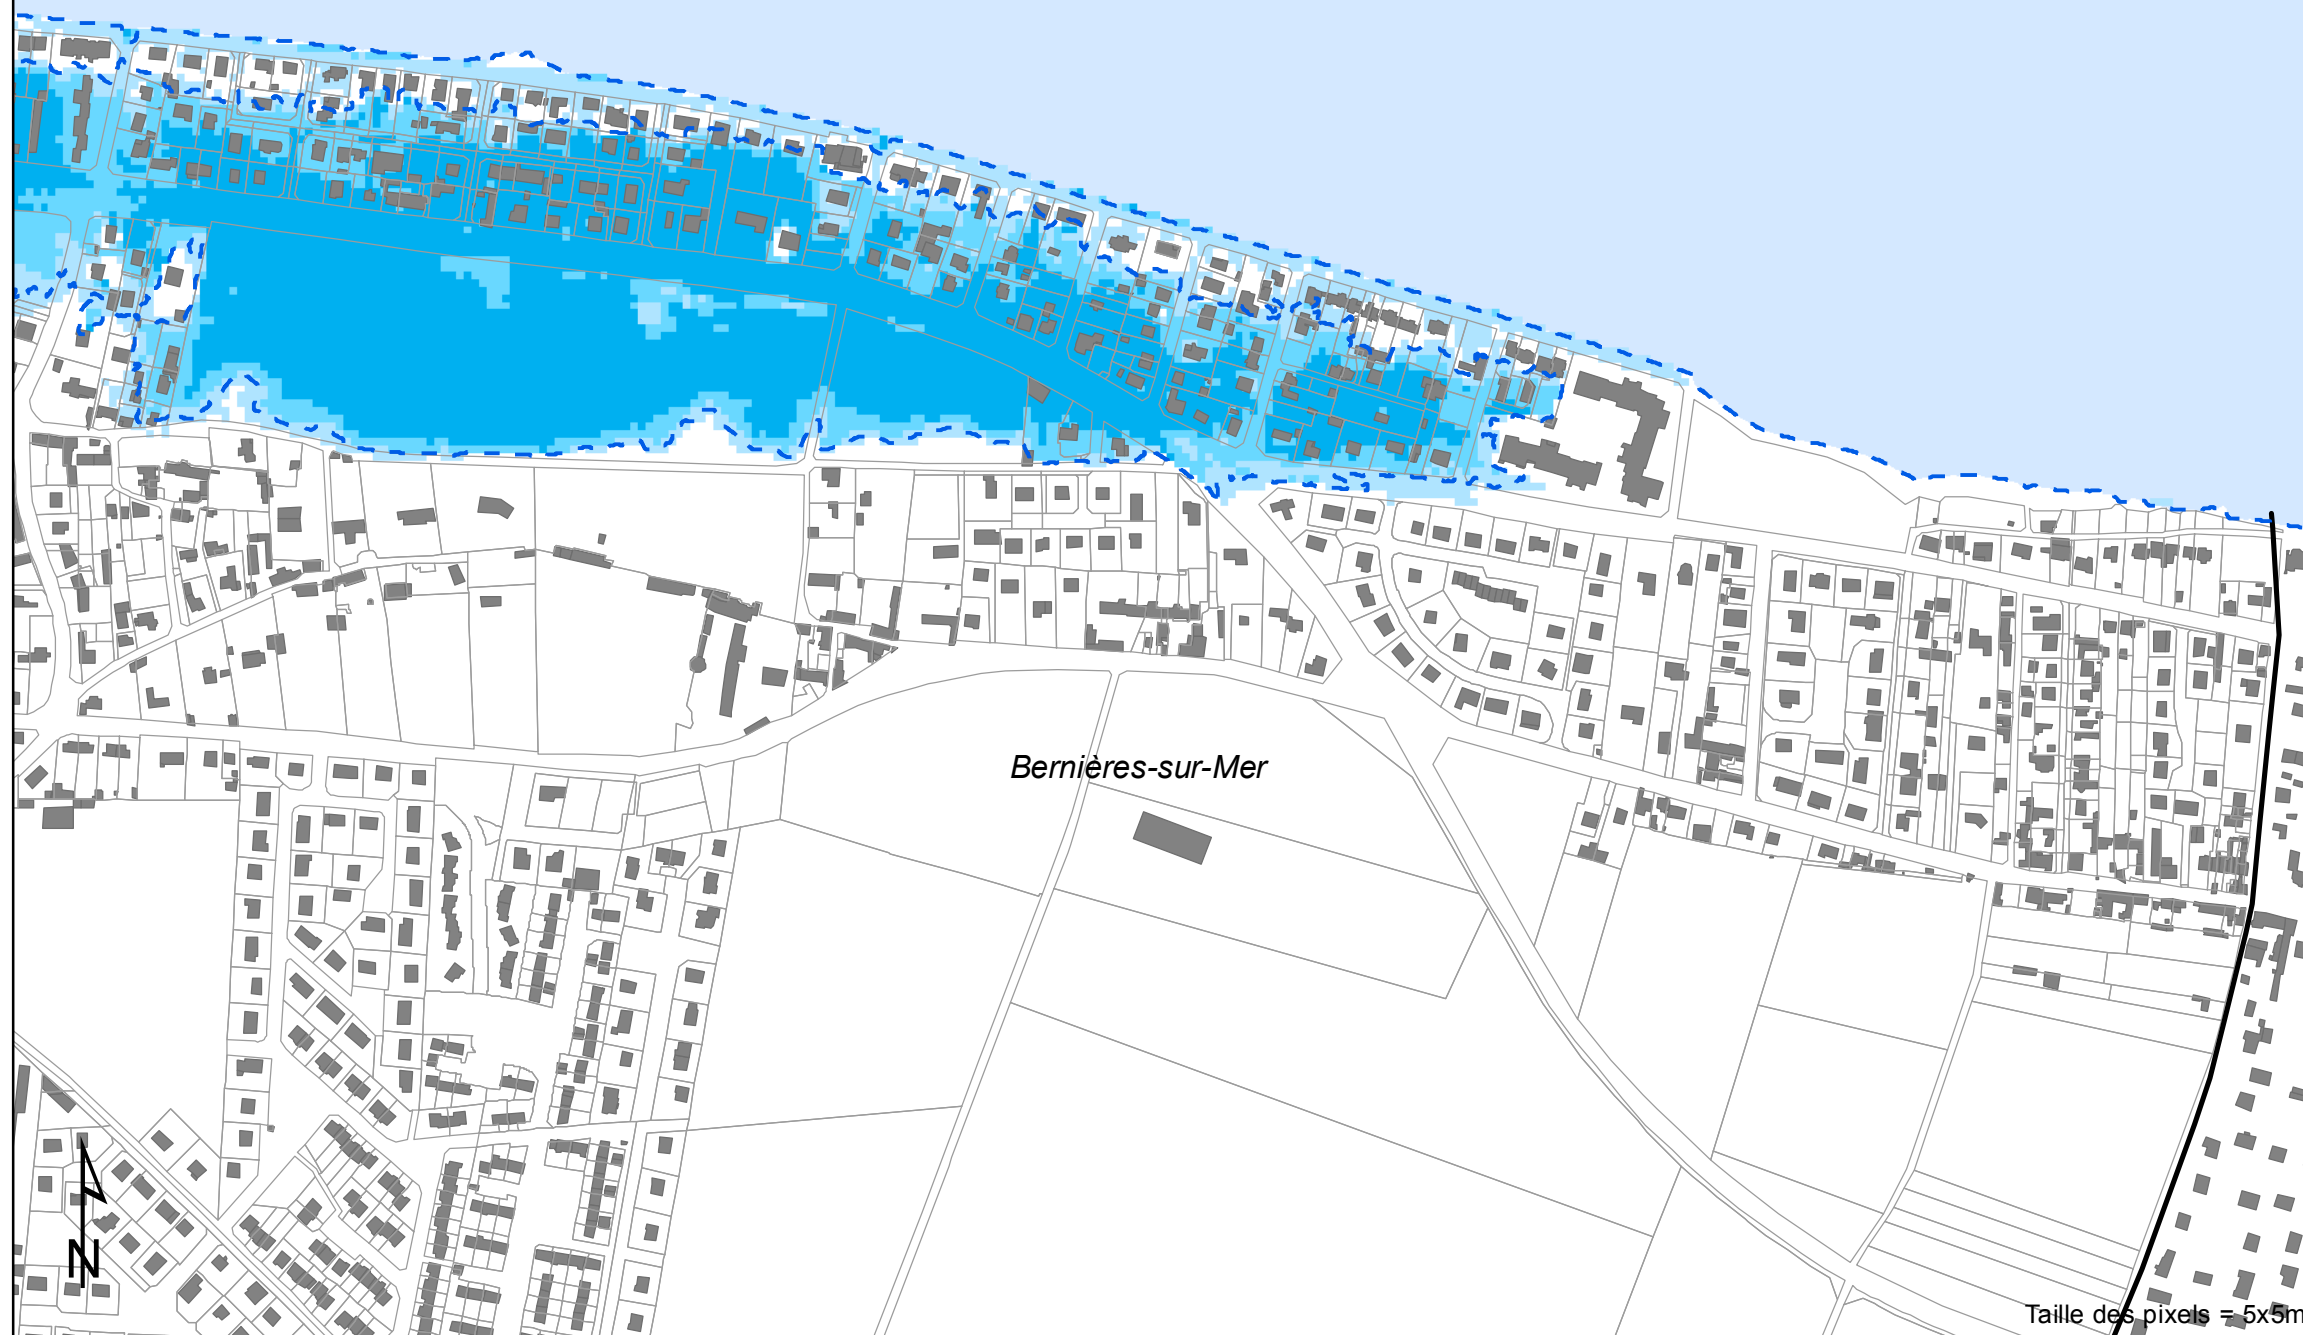 Bernières-sur-Mer
N
Taille des pixels = 5x5m